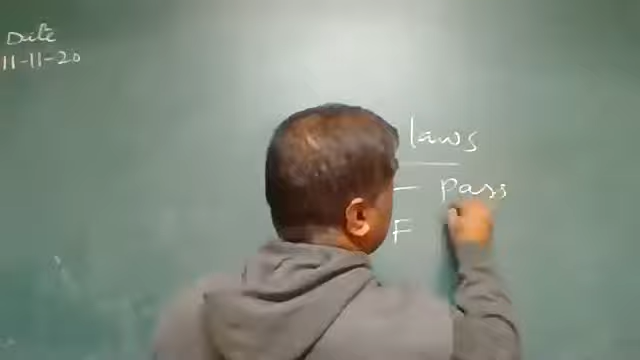 Date
11-11-20
laws
— pass
F